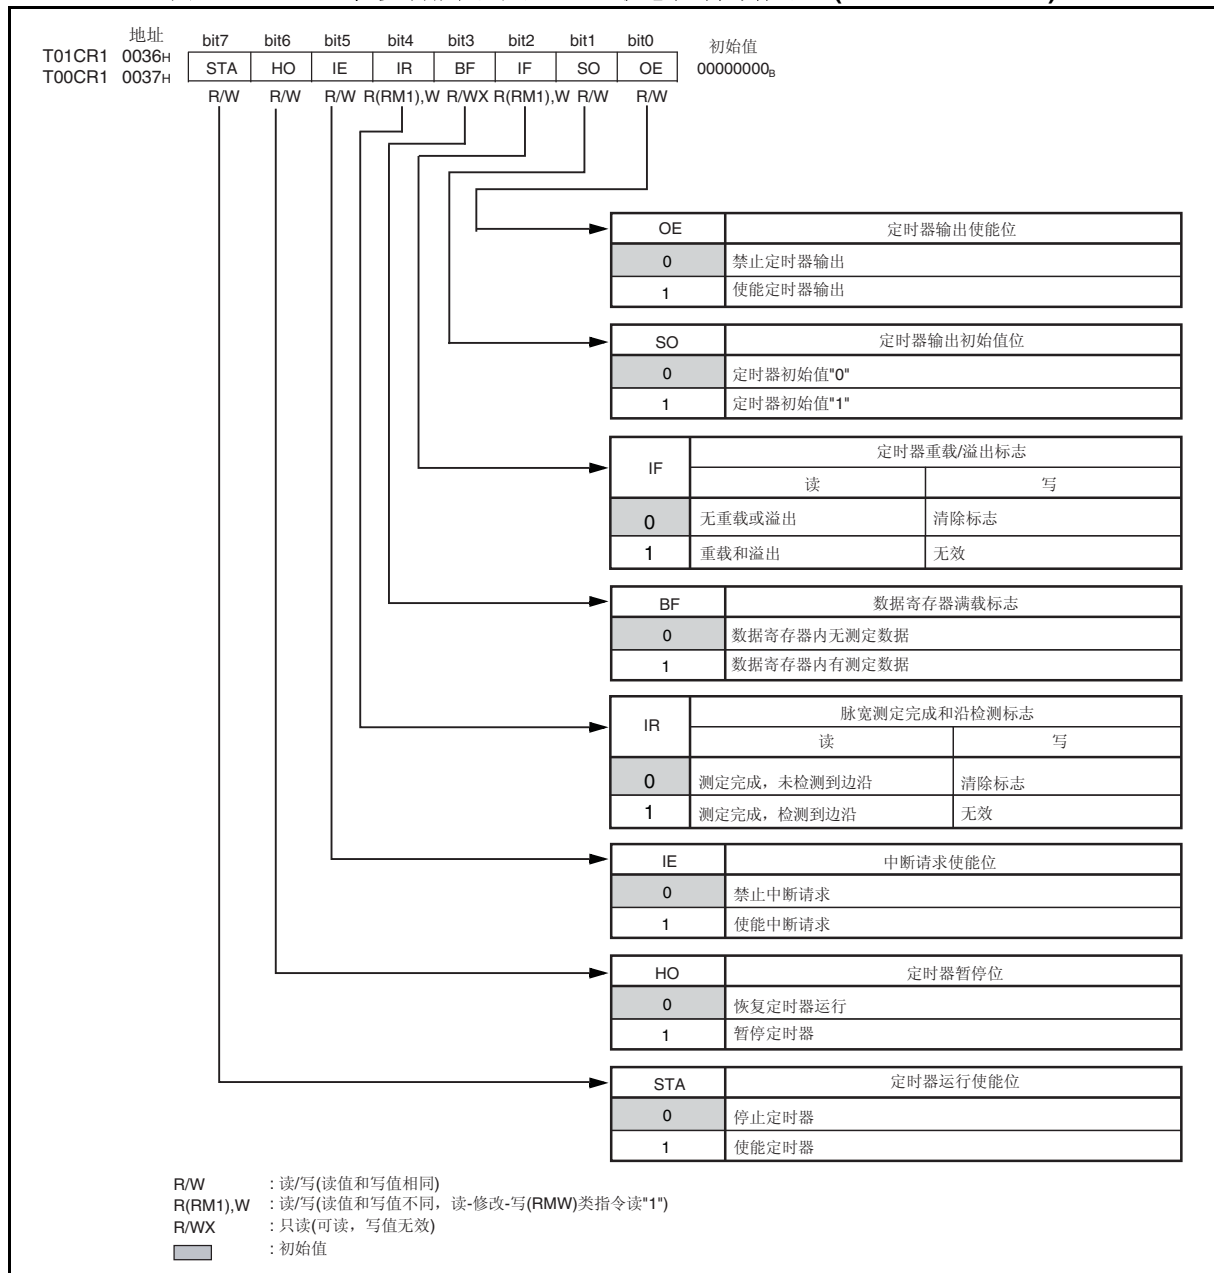 地址 bit7 bit6 bit5 bit4 bit3 bit2 bit1 bit0 初始值
T01CR1 0036H STA HO IE IR BF IF SO OE 00000000B
T00CR1 0037H
R/W R/W R/W R(RM1),W R/WX R(RM1),W R/W R/W
OE 定时器输出使能位
0 禁止定时器输出
1 使能定时器输出
SO 定时器输出初始值位
0 定时器初始值"0"
1 定时器初始值"1"
IF 定时器重载/溢出标志
读 写
0 无重载或溢出 清除标志
1 重载和溢出 无效
BF 数据寄存器满载标志
0 数据寄存器内无测定数据
1 数据寄存器内有测定数据
IR 脉宽测定完成和沿检测标志
读 写
0 测定完成，未检测到边沿 清除标志
1 测定完成，检测到边沿 无效
IE 中断请求使能位
0 禁止中断请求
1 使能中断请求
HO 定时器暂停位
0 恢复定时器运行
1 暂停定时器
STA 定时器运行使能位
0 停止定时器
1 使能定时器
R/W : 读/写(读值和写值相同)
R(RM1),W : 读/写(读值和写值不同，读-修改-写(RMW)类指令读"1")
R/WX : 只读(可读，写值无效)
: 初始值